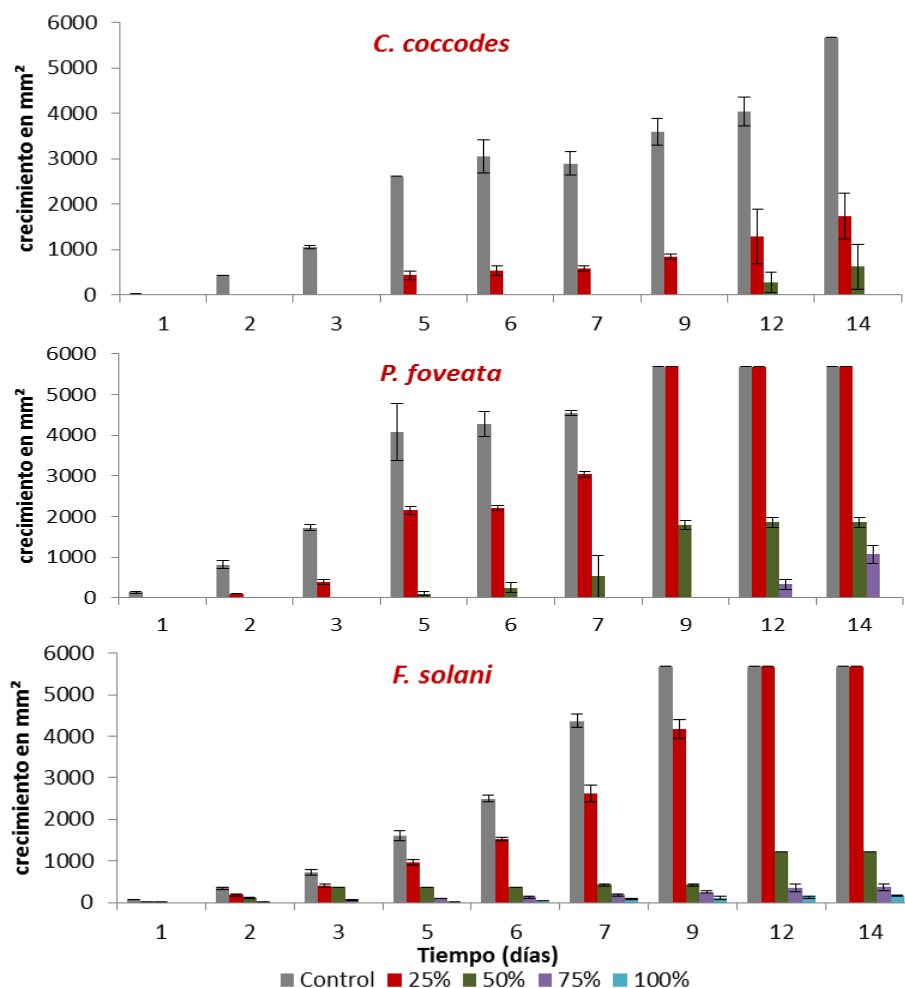 C. coccodes
crecimiento en mm²
6000
5000
4000
3000
2000
1000
0
1 2 3 5 6 7 9 12 14
P. foveata
crecimiento en mm²
6000
5000
4000
3000
2000
1000
0
1 2 3 5 6 7 9 12 14
F. solani
crecimiento en mm²
6000
5000
4000
3000
2000
1000
0
1 2 3 5 6 7 9 12 14
Tiempo (días)
Control 25% 50% 75% 100%